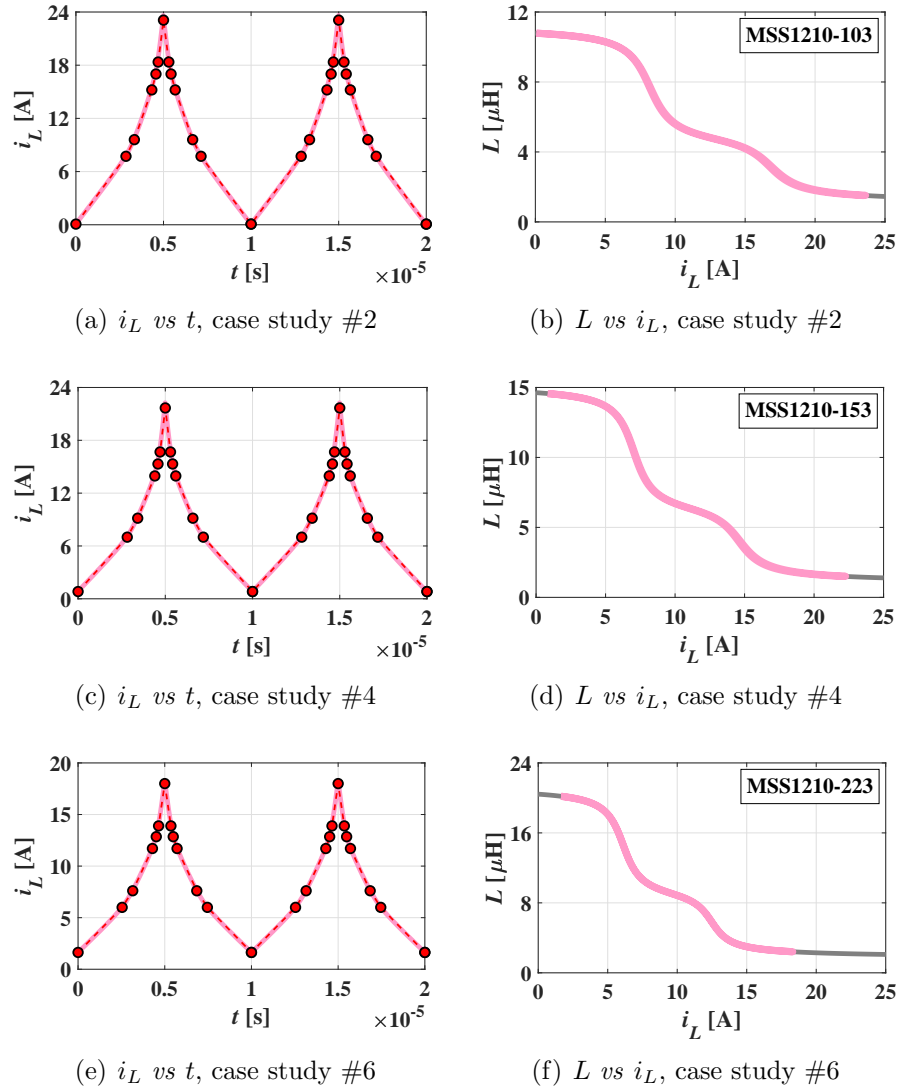 24
18
12
6
0
i_L [A]
0 0.5 1 1.5 2
t [s]
×10^-5
(a) i_L vs t, case study #2
12
8
4
0
L [µH]
MSS1210-103
0 5 10 15 20 25
i_L [A]
(b) L vs i_L, case study #2
24
18
12
6
0
i_L [A]
0 0.5 1 1.5 2
t [s]
×10^-5
(c) i_L vs t, case study #4
15
10
5
0
L [µH]
MSS1210-153
0 5 10 15 20 25
i_L [A]
(d) L vs i_L, case study #4
20
15
10
5
0
i_L [A]
0 0.5 1 1.5 2
t [s]
×10^-5
(e) i_L vs t, case study #6
24
16
8
0
L [µH]
MSS1210-223
0 5 10 15 20 25
i_L [A]
(f) L vs i_L, case study #6